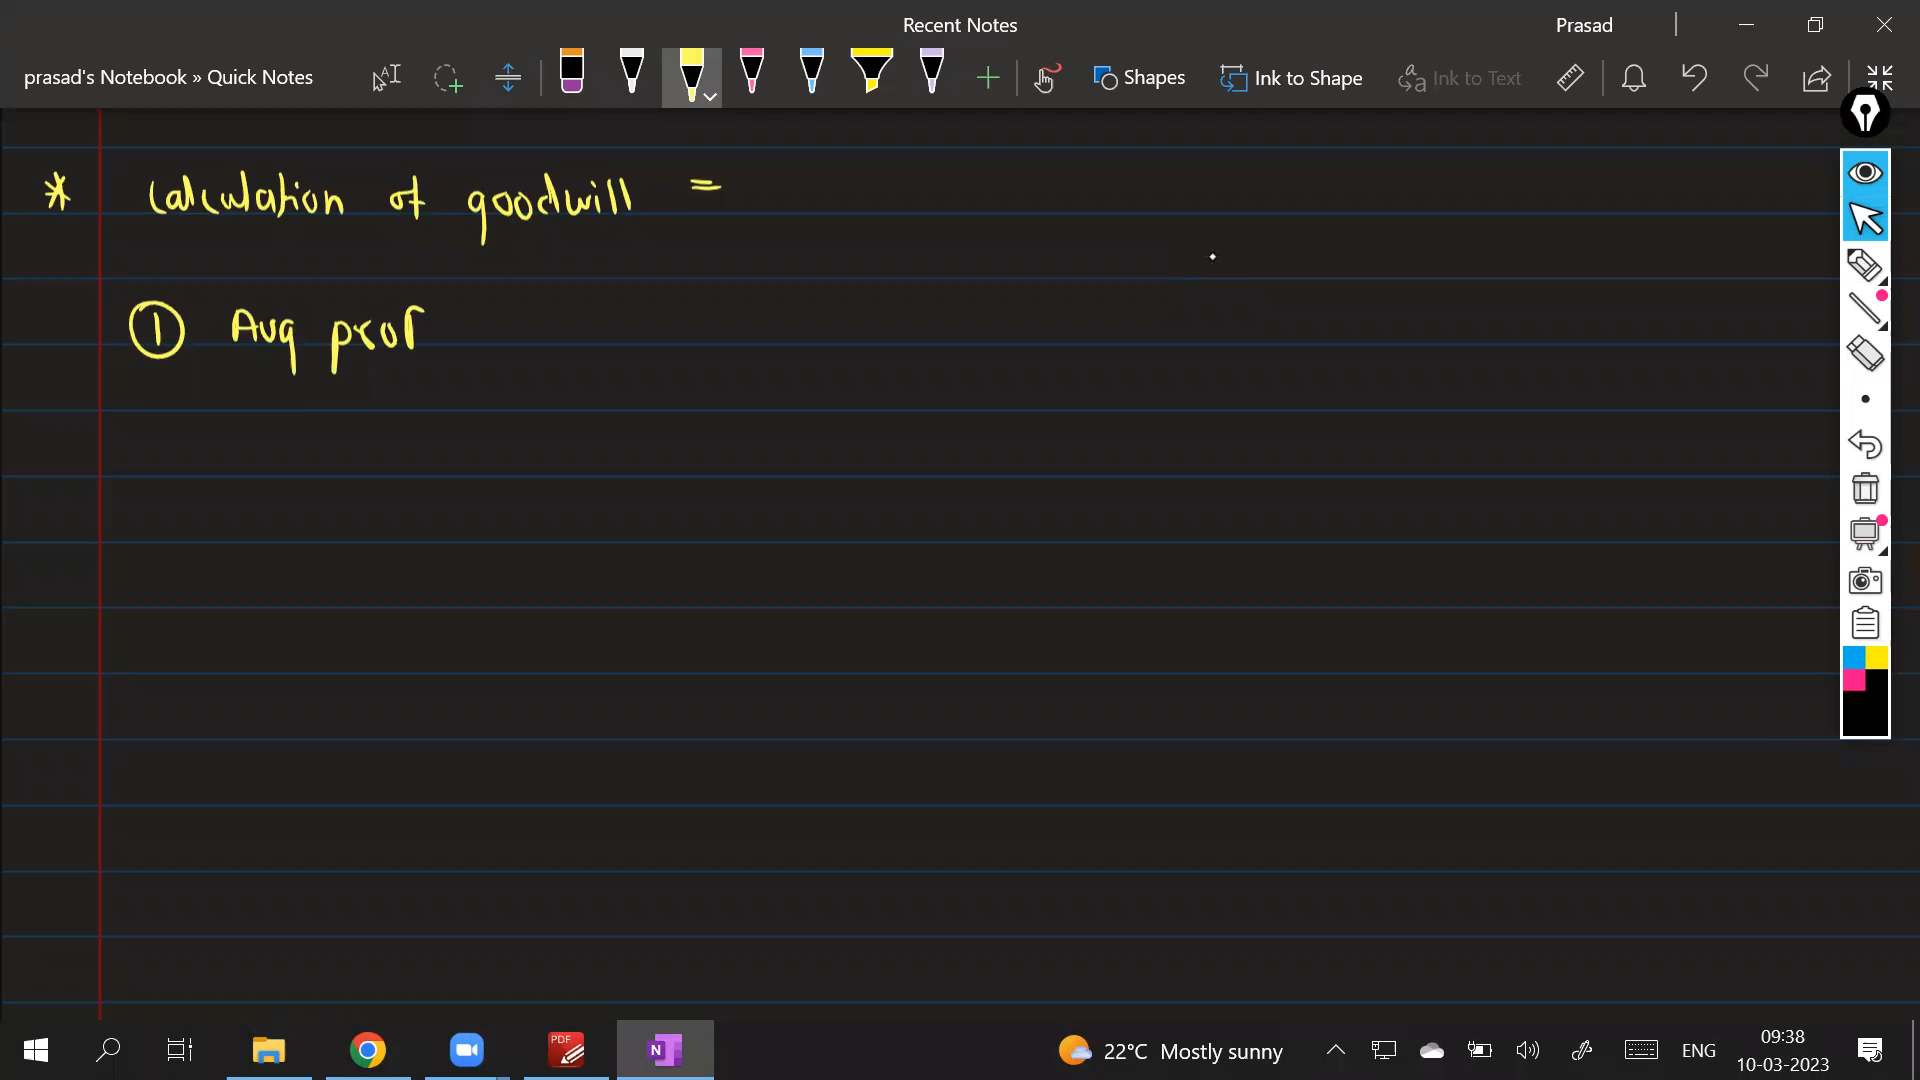 Recent Notes
Prasad
prasad's Notebook » Quick Notes
Shapes
Ink to Shape
Ink to Text
* Calculation of goodwill =
① Avg prof
PDF
N
22°C Mostly sunny
ENG
09:38
10-03-2023